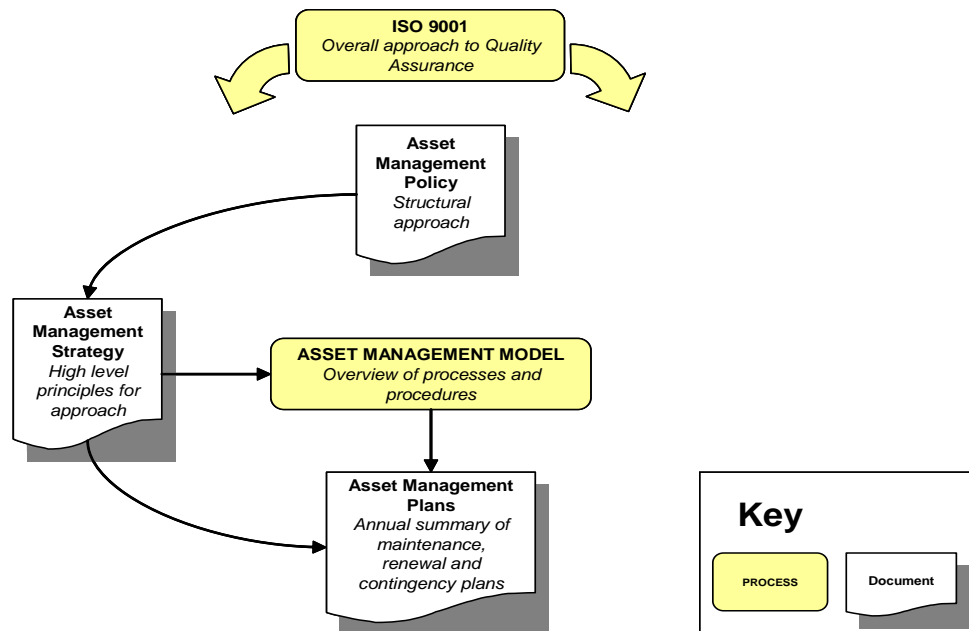 ISO 9001
Overall approach to Quality
Assurance
Asset
Management
Policy
Structural
approach
Asset
Management
Strategy
High level
principles for
approach
ASSET MANAGEMENT MODEL
Overview of processes and
procedures
Asset Management
Plans
Annual summary of
maintenance,
renewal and
contingency plans
Key
PROCESS
Document